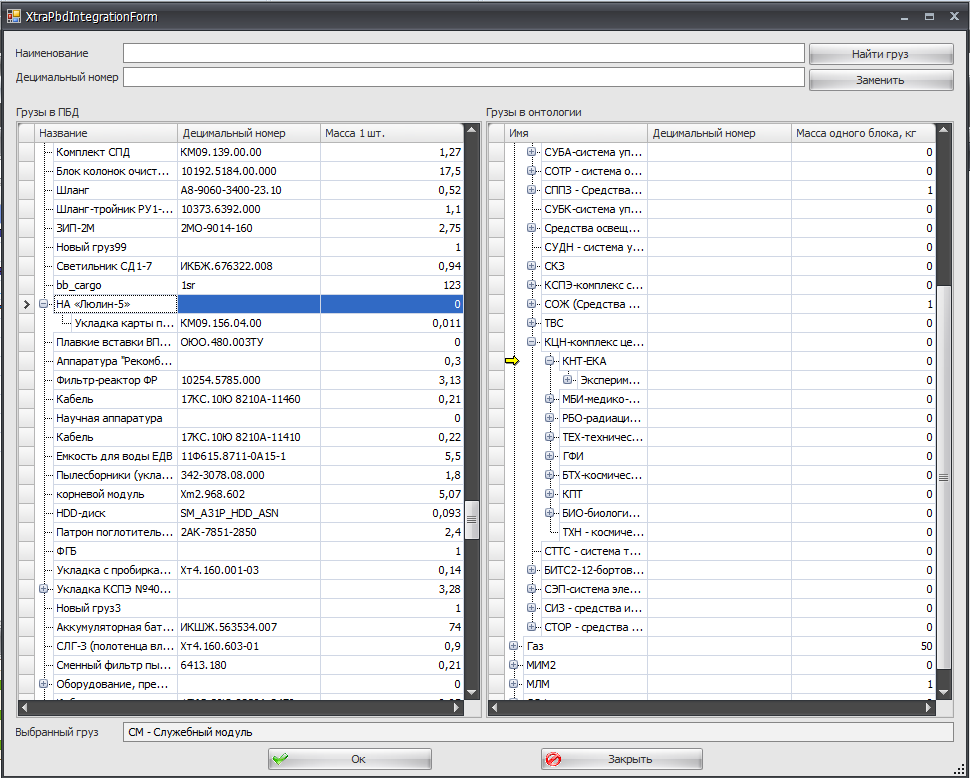 XtraPbdIntegrationForm
Наименование
Найти груз
Децимальный номер
Заменить
Грузы в ПБД
Название Децимальный номер Масса 1 шт.
Комплект СПД КМ09.139.00.00 1,27
Блок колонок очист... 10192.5184.00.000 17,5
Шланг А8-9060-3400-23.10 0,52
Шланг-тройник РУ1-... 10373.6392.000 1,1
ЗИП-2М 2МО-9014-160 2,75
Новый груз99 1
Светильник СД1-7 ИКБЖ.676322.008 0,94
bb_cargo 1sr 123
НА «Люлин-5» 0
Укладка карты п... КМ09.156.04.00 0,011
Плавкие вставки ВП... ОЮО.480.003ТУ 0
Аппаратура "Рекомб... 0,3
Фильтр-реактор ФР 10254.5785.000 3,13
Кабель 17КС.10Ю 8210А-11460 0,21
Научная аппаратура 0
Кабель 17КС.10Ю 8210А-11410 0,22
Емкость для воды ЕДВ 11Ф615.8711-0А15-1 5,5
Пылесборники (укла... 342-3078.08.000 1,8
корневой модуль Хm2.968.602 5,07
HDD-диск SM_A31P_HDD_ASN 0,093
Патрон поглотитель... 2АК-7851-2850 2,4
ФГБ 1
Укладка с пробирка... Хт4.160.001-03 0,14
Укладка КСПЭ №40... 3,28
Новый груз3 1
Аккумуляторная бат... ИКШЖ.563534.007 74
СЛГ-3 (полотенца вл... Хт4.160.603-01 0,9
Сменный фильтр пы... 6413.180 0,21
Оборудование, пре... 0
Грузы в онтологии
Имя Децимальный номер Масса одного блока, кг
СУБА-система уп... 0
СОТР - система о... 0
СППЗ - Средства... 1
СУБК-система уп... 0
Средства освещ... 0
СУДН - система у... 0
СКЗ 0
КСПЭ-комплекс с... 0
СОЖ (Средства ... 1
ТВС 0
КЦН-комплекс це... 0
КНТ-ЕКА 0
Эксперим... 0
МБИ-медико-... 0
РБО-радиаци... 0
ТЕХ-техничес... 0
ГФИ 0
БТХ-космичес... 0
КПТ 0
БИО-биологи... 0
ТХН - космиче... 0
СТТС - система т... 0
БИТС2-12-бортов... 0
СЭП-система эле... 0
СИЗ - средства и... 0
СТОР - средства ... 0
Газ 50
МИМ2 0
МЛМ 1
Выбранный груз СМ - Служебный модуль
Ок
Закрыть